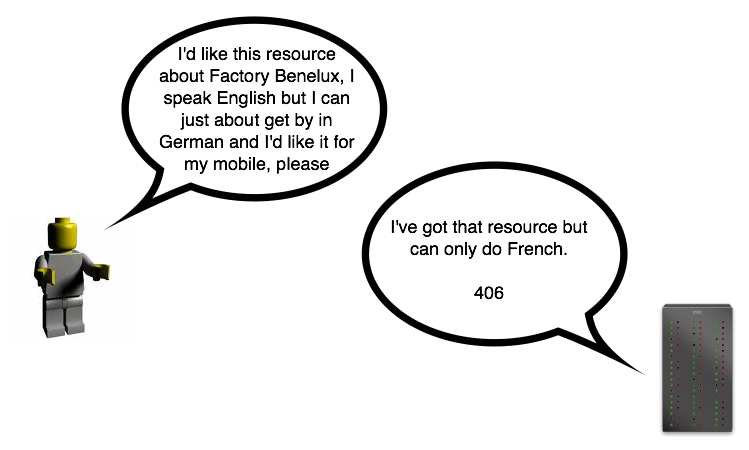 I'd like this resource
about Factory Benelux, I
speak English but I can
just about get by in
German and I'd like it for
my mobile, please
I've got that resource but
can only do French.
406